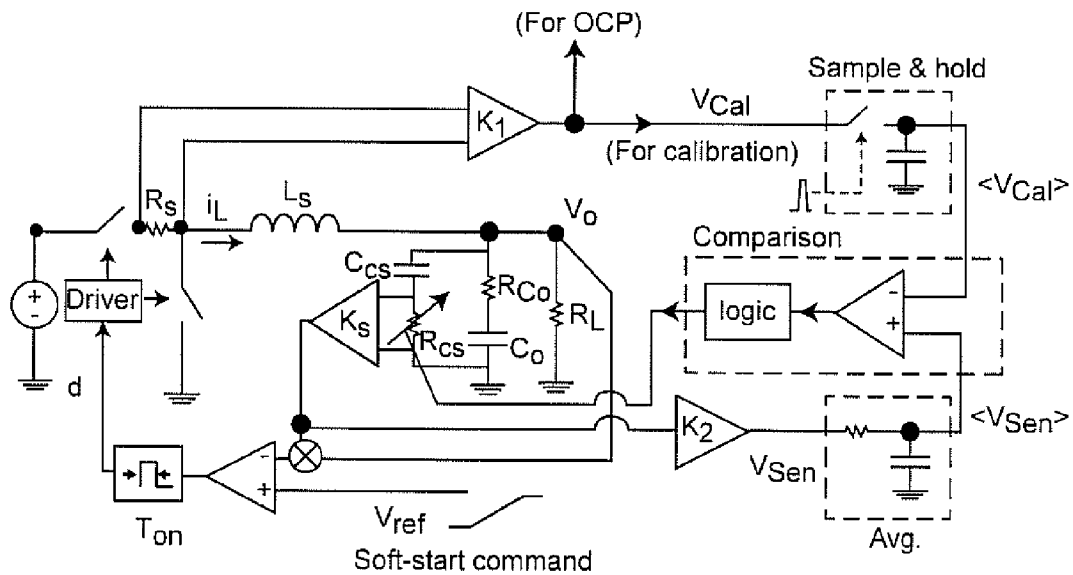 (For OCP)
Sample & hold
K1
VCal
(For calibration)
<VCal>
Rs
iL
Ls
Vo
Comparison
CCS
RCo
+
-
Driver
Ks
RCS
Co
RL
logic
-
+
d
K2
VSen
<VSen>
-
+
Ton
Vref
Soft-start command
Avg.